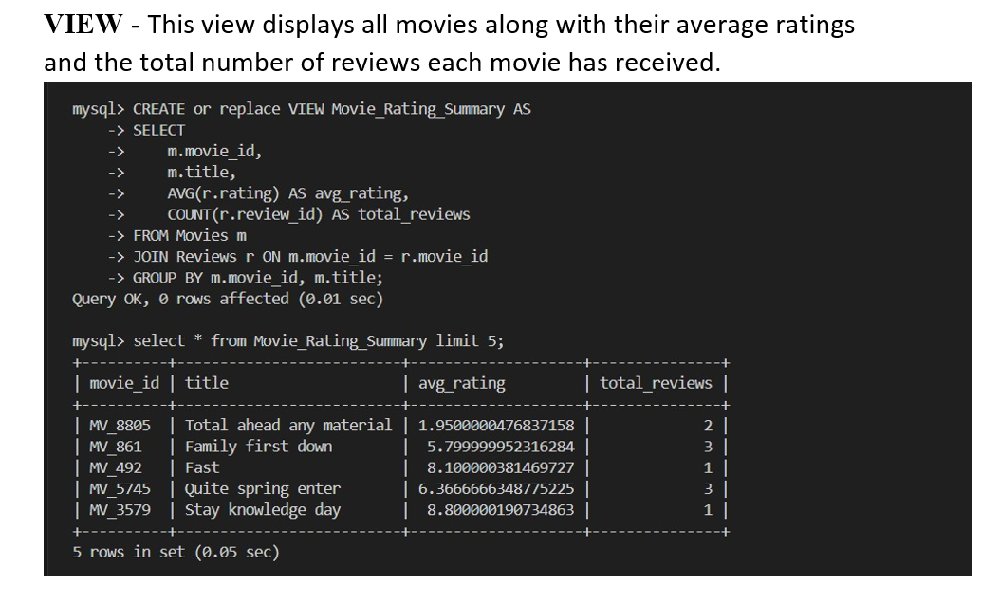 VIEW - This view displays all movies along with their average ratings
and the total number of reviews each movie has received.
mysql> CREATE or replace VIEW Movie_Rating_Summary AS
    -> SELECT
    ->     m.movie_id,
    ->     m.title,
    ->     AVG(r.rating) AS avg_rating,
    ->     COUNT(r.review_id) AS total_reviews
    -> FROM Movies m
    -> JOIN Reviews r ON m.movie_id = r.movie_id
    -> GROUP BY m.movie_id, m.title;
Query OK, 0 rows affected (0.01 sec)
mysql> select * from Movie_Rating_Summary limit 5;
+----------+--------------------------+--------------------+---------------+
| movie_id | title                    | avg_rating         | total_reviews |
+----------+--------------------------+--------------------+---------------+
| MV_8805  | Total ahead any material | 1.9500000476837158 |             2 |
| MV_861   | Family first down        |  5.799999952316284 |             3 |
| MV_492   | Fast                     |  8.100000381469727 |             1 |
| MV_5745  | Quite spring enter       | 6.3666666348775225 |             3 |
| MV_3579  | Stay knowledge day       |  8.800000190734863 |             1 |
+----------+--------------------------+--------------------+---------------+
5 rows in set (0.05 sec)